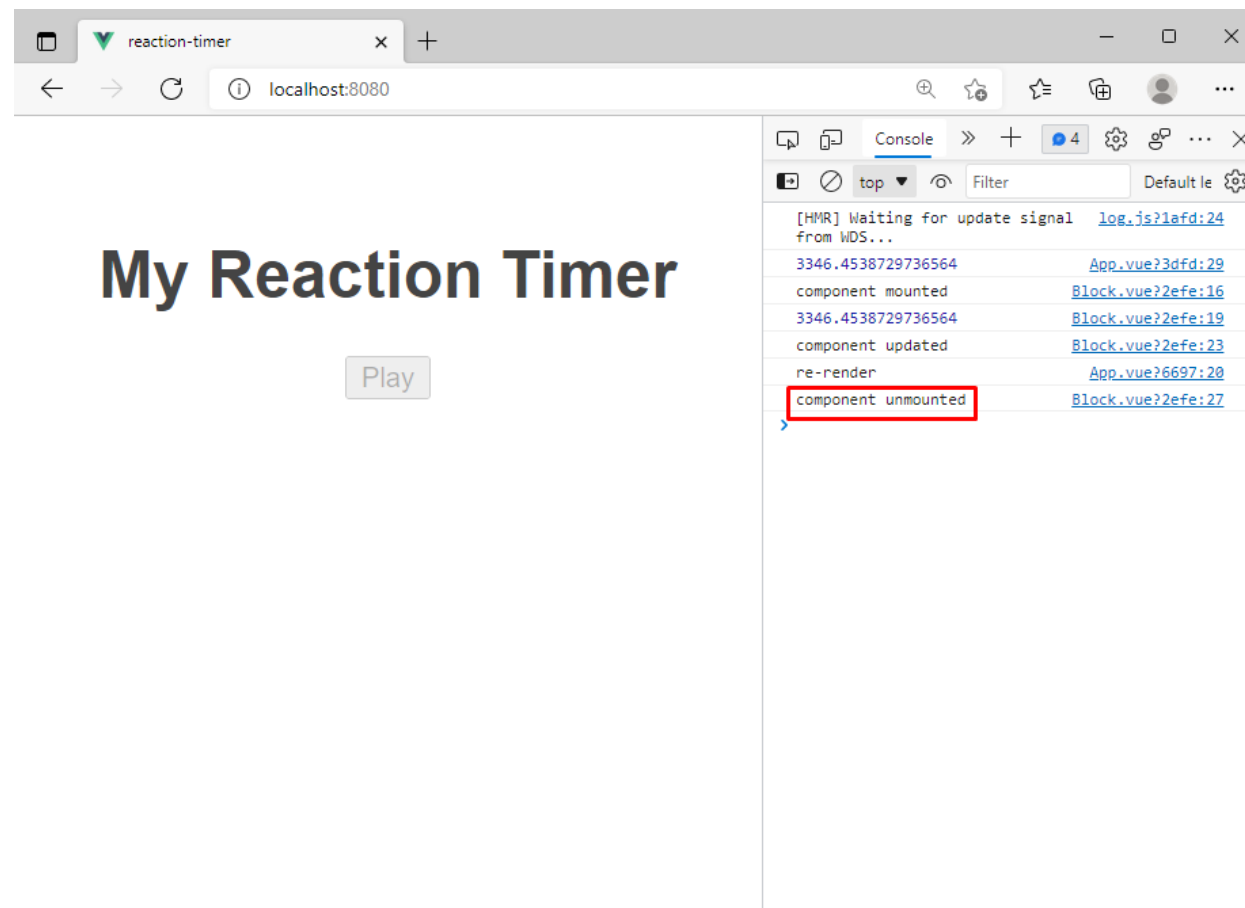 reaction-timer
localhost:8080
My Reaction Timer
Play
Console
4
top
Filter
Default le
[HMR] Waiting for update signal log.js?1afd:24
from WDS...
3346.4538729736564 App.vue?3dfd:29
component mounted Block.vue?2efe:16
3346.4538729736564 Block.vue?2efe:19
component updated Block.vue?2efe:23
re-render App.vue?6697:20
component unmounted Block.vue?2efe:27